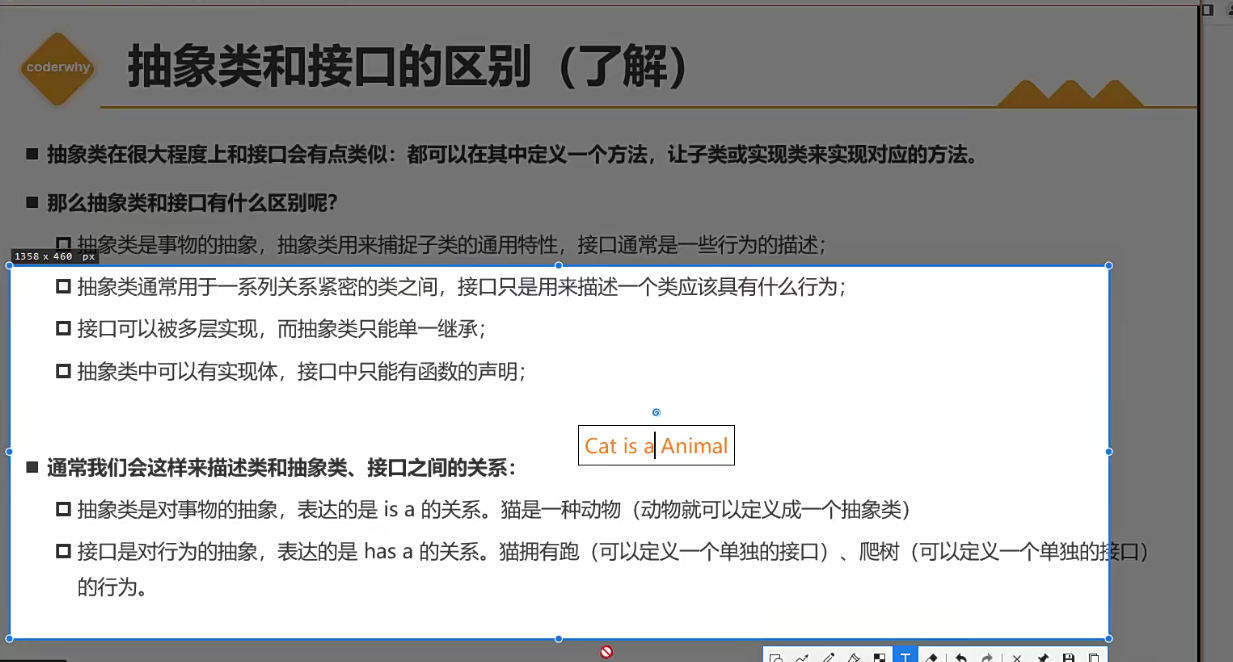 coderwhy
抽象类和接口的区别（了解）
抽象类在很大程度上和接口会有点类似：都可以在其中定义一个方法，让子类或实现类来实现对应的方法。
那么抽象类和接口有什么区别呢？
抽象类是事物的抽象，抽象类用来捕捉子类的通用特性，接口通常是一些行为的描述；
1358 x 460 px
抽象类通常用于一系列关系紧密的类之间，接口只是用来描述一个类应该具有什么行为；
接口可以被多层实现，而抽象类只能单一继承；
抽象类中可以有实现体，接口中只能有函数的声明；
Cat is a Animal
通常我们会这样来描述类和抽象类、接口之间的关系：
抽象类是对事物的抽象，表达的是 is a 的关系。猫是一种动物（动物就可以定义成一个抽象类）
接口是对行为的抽象，表达的是 has a 的关系。猫拥有跑（可以定义一个单独的接口）、爬树（可以定义一个单独的接口）
的行为。